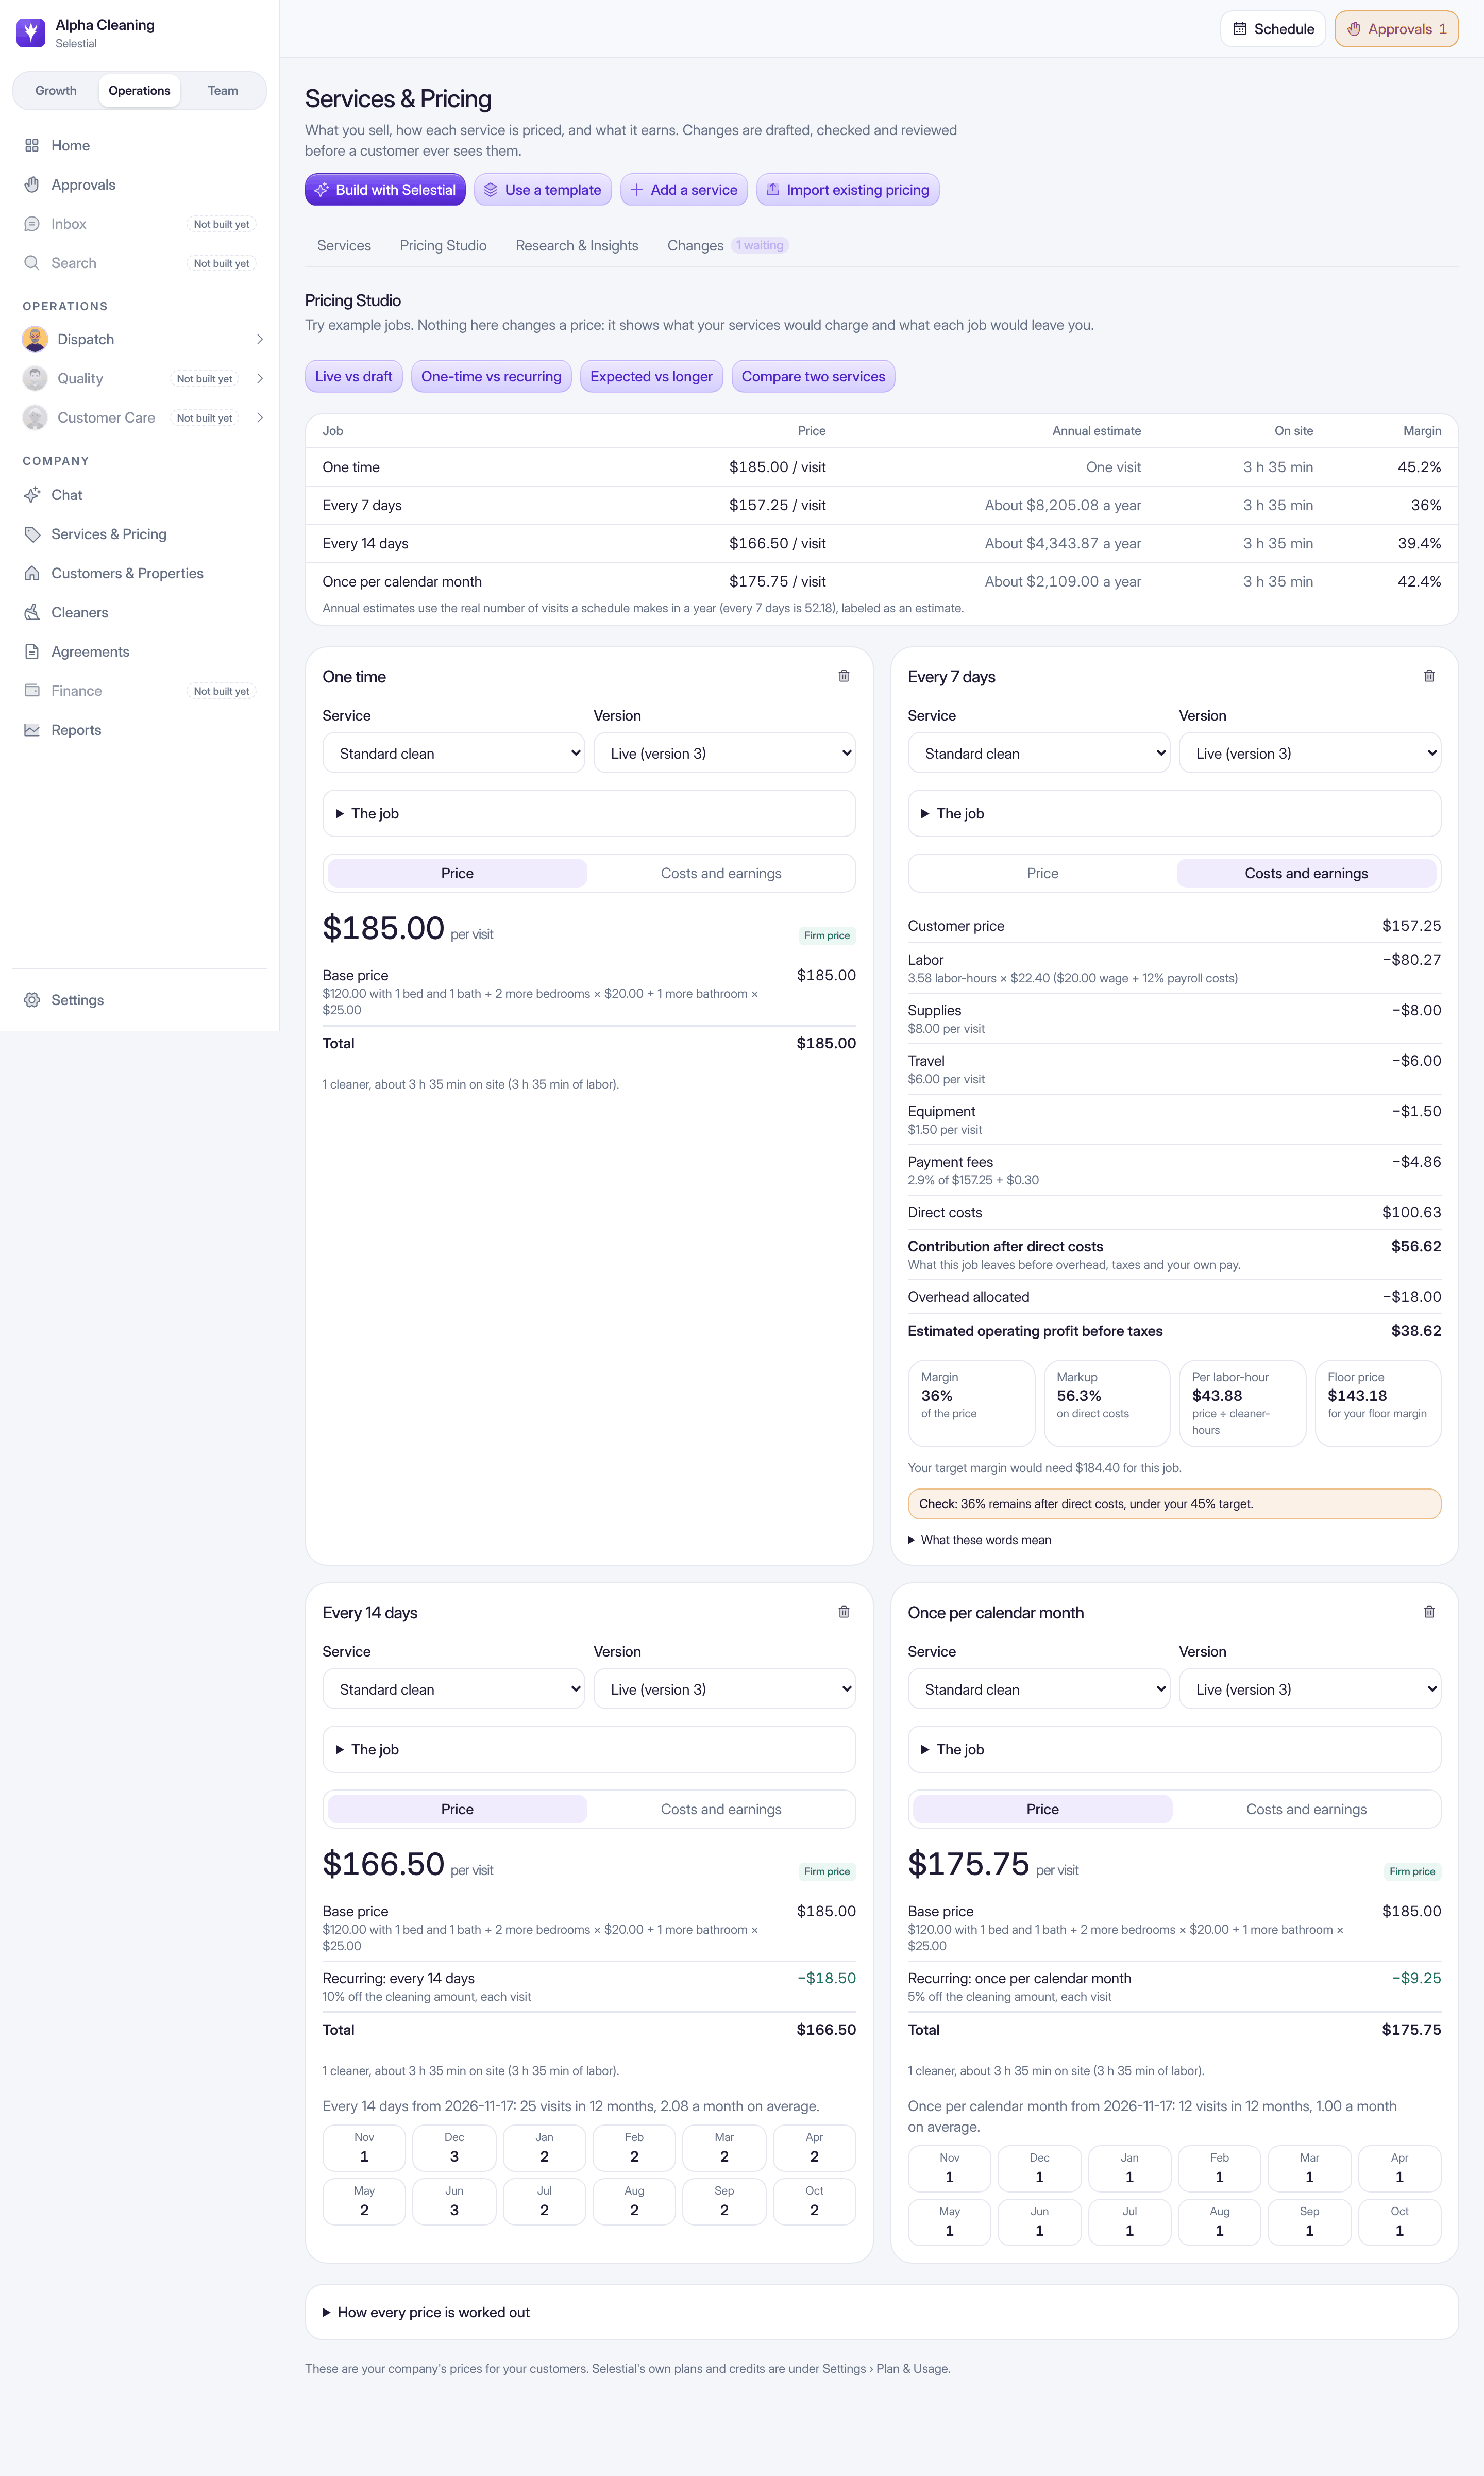 Alpha Cleaning
Selestial
Schedule
Approvals 1
Growth
Operations
Team
Home
Approvals
Inbox
Not built yet
Search
Not built yet
OPERATIONS
Dispatch
Quality
Not built yet
Customer Care
Not built yet
COMPANY
Chat
Services & Pricing
Customers & Properties
Cleaners
Agreements
Finance
Not built yet
Reports
Settings
Services & Pricing
What you sell, how each service is priced, and what it earns. Changes are drafted, checked and reviewed
before a customer ever sees them.
Build with Selestial
Use a template
Add a service
Import existing pricing
Services
Pricing Studio
Research & Insights
Changes
1 waiting
Pricing Studio
Try example jobs. Nothing here changes a price: it shows what your services would charge and what each job would leave you.
Live vs draft
One-time vs recurring
Expected vs longer
Compare two services
Job Price Annual estimate On site Margin
One time $185.00 / visit One visit 3 h 35 min 45.2%
Every 7 days $157.25 / visit About $8,205.08 a year 3 h 35 min 36%
Every 14 days $166.50 / visit About $4,343.87 a year 3 h 35 min 39.4%
Once per calendar month $175.75 / visit About $2,109.00 a year 3 h 35 min 42.4%
Annual estimates use the real number of visits a schedule makes in a year (every 7 days is 52.18), labeled as an estimate.
One time
Service Version
Standard clean Live (version 3)
The job
Price Costs and earnings
$185.00 per visit Firm price
Base price $185.00
$120.00 with 1 bed and 1 bath + 2 more bedrooms × $20.00 + 1 more bathroom ×
$25.00
Total $185.00
1 cleaner, about 3 h 35 min on site (3 h 35 min of labor).
Every 7 days
Service Version
Standard clean Live (version 3)
The job
Price Costs and earnings
Customer price $157.25
Labor −$80.27
3.58 labor-hours × $22.40 ($20.00 wage + 12% payroll costs)
Supplies −$8.00
$8.00 per visit
Travel −$6.00
$6.00 per visit
Equipment −$1.50
$1.50 per visit
Payment fees −$4.86
2.9% of $157.25 + $0.30
Direct costs $100.63
Contribution after direct costs $56.62
What this job leaves before overhead, taxes and your own pay.
Overhead allocated −$18.00
Estimated operating profit before taxes $38.62
Margin
36%
of the price
Markup
56.3%
on direct costs
Per labor-hour
$43.88
price ÷ cleaner-
hours
Floor price
$143.18
for your floor margin
Your target margin would need $184.40 for this job.
Check: 36% remains after direct costs, under your 45% target.
What these words mean
Every 14 days
Service Version
Standard clean Live (version 3)
The job
Price Costs and earnings
$166.50 per visit Firm price
Base price $185.00
$120.00 with 1 bed and 1 bath + 2 more bedrooms × $20.00 + 1 more bathroom ×
$25.00
Recurring: every 14 days −$18.50
10% off the cleaning amount, each visit
Total $166.50
1 cleaner, about 3 h 35 min on site (3 h 35 min of labor).
Every 14 days from 2026-11-17: 25 visits in 12 months, 2.08 a month on average.
Nov Dec Jan Feb Mar Apr
1 3 2 2 2 2
May Jun Jul Aug Sep Oct
2 3 2 2 2 2
Once per calendar month
Service Version
Standard clean Live (version 3)
The job
Price Costs and earnings
$175.75 per visit Firm price
Base price $185.00
$120.00 with 1 bed and 1 bath + 2 more bedrooms × $20.00 + 1 more bathroom ×
$25.00
Recurring: once per calendar month −$9.25
5% off the cleaning amount, each visit
Total $175.75
1 cleaner, about 3 h 35 min on site (3 h 35 min of labor).
Once per calendar month from 2026-11-17: 12 visits in 12 months, 1.00 a month
on average.
Nov Dec Jan Feb Mar Apr
1 1 1 1 1 1
May Jun Jul Aug Sep Oct
1 1 1 1 1 1
How every price is worked out
These are your company's prices for your customers. Selestial's own plans and credits are under Settings › Plan & Usage.